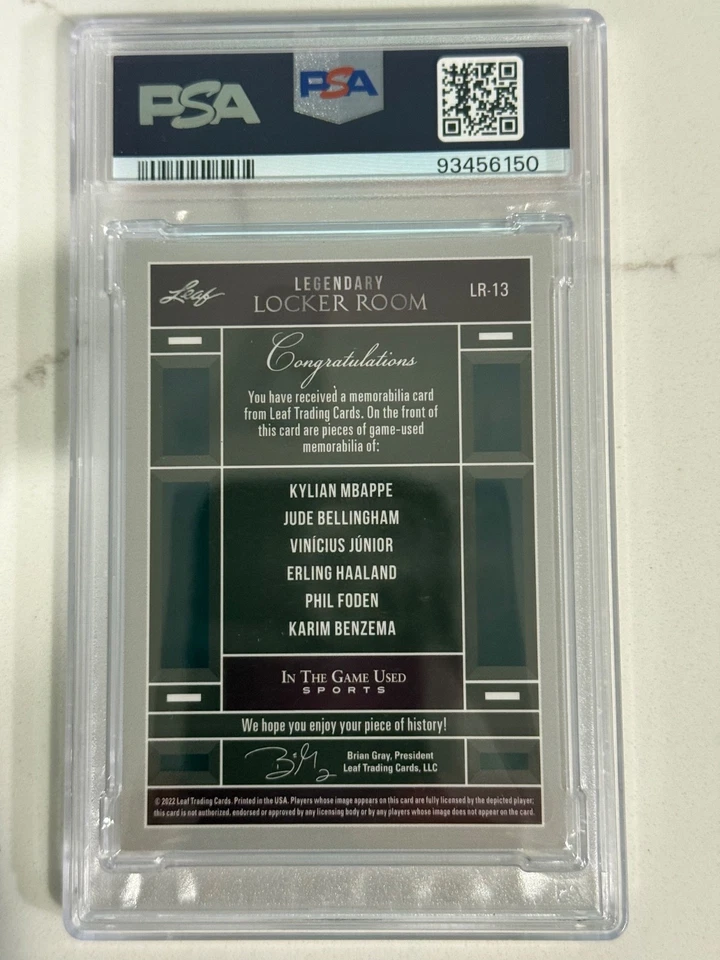 PSA
PSA
93456150
Leaf
LEGENDARY
LOCKER ROOM
LR-13
Congratulations
You have received a memorabilia card
from Leaf Trading Cards. On the front of
this card are pieces of game-used
memorabilia of:
KYLIAN MBAPPE
JUDE BELLINGHAM
VINÍCIUS JÚNIOR
ERLING HAALAND
PHIL FODEN
KARIM BENZEMA
IN THE GAME USED
SPORTS
We hope you enjoy your piece of history!
Brian Gray, President
Leaf Trading Cards, LLC
© 2022 Leaf Trading Cards. Printed in the USA. Players whose image appears on this card are fully licensed by the depicted player;
this card is not authorized, endorsed or approved by any licensing body or by any players whose image does not appear on the card.